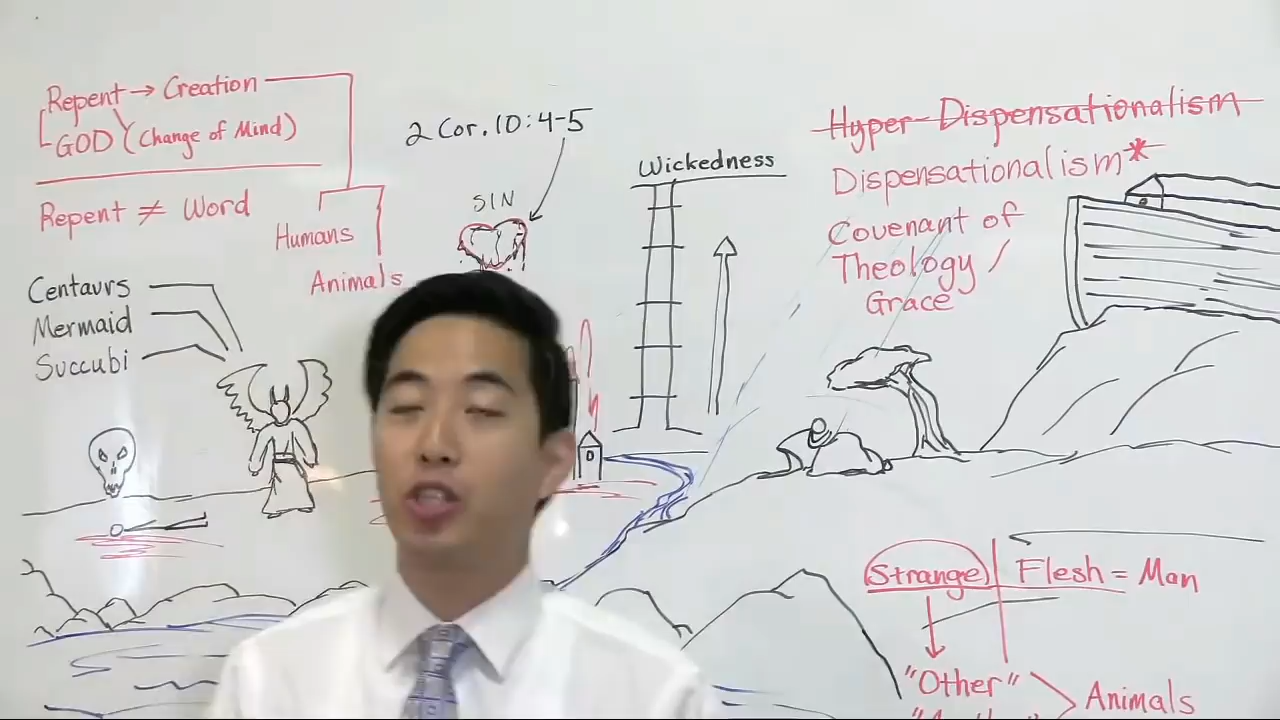 Repent → Creation
GOD (Change of Mind)
Repent ≠ Word
Humans
Animals
Centaurs
Mermaid
Succubi
2 Cor. 10:4-5
SIN
Wickedness
Hyper-Dispensationalism
Dispensationalism*
Covenant of
Theology /
Grace
Strange Flesh = Man
"Other"
Animals